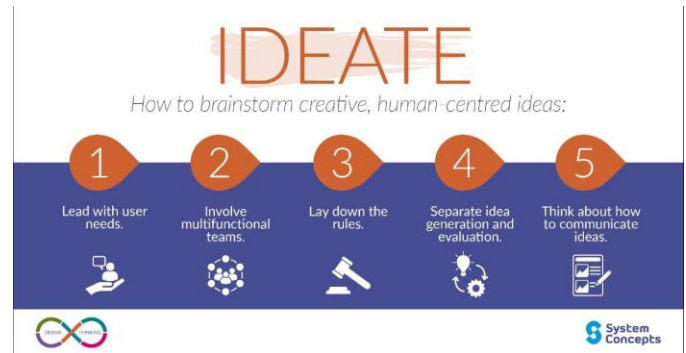 IDEATE
How to brainstorm creative, human-centred ideas:
1
Lead with user
needs.
2
Involve
multifunctional
teams.
3
Lay down the
rules.
4
Separate idea
generation and
evaluation.
5
Think about how
to communicate
ideas.
DESIGN THINKING
System
Concepts